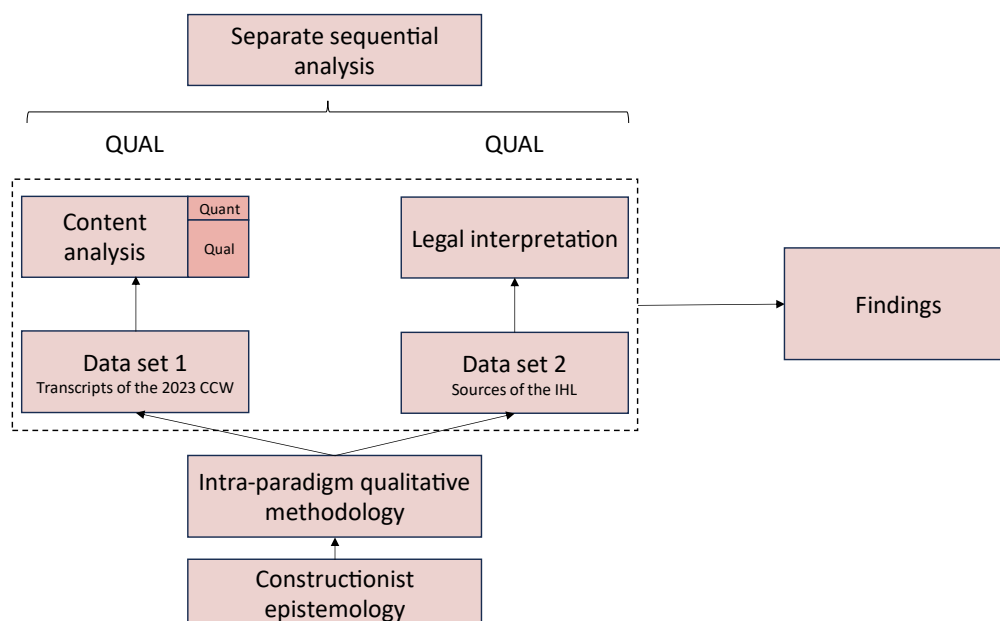 Separate sequential
analysis
QUAL
QUAL
Content
analysis
Quant
Qual
Legal interpretation
Data set 1
Transcripts of the 2023 CCW
Data set 2
Sources of the IHL
Findings
Intra-paradigm qualitative
methodology
Constructionist
epistemology